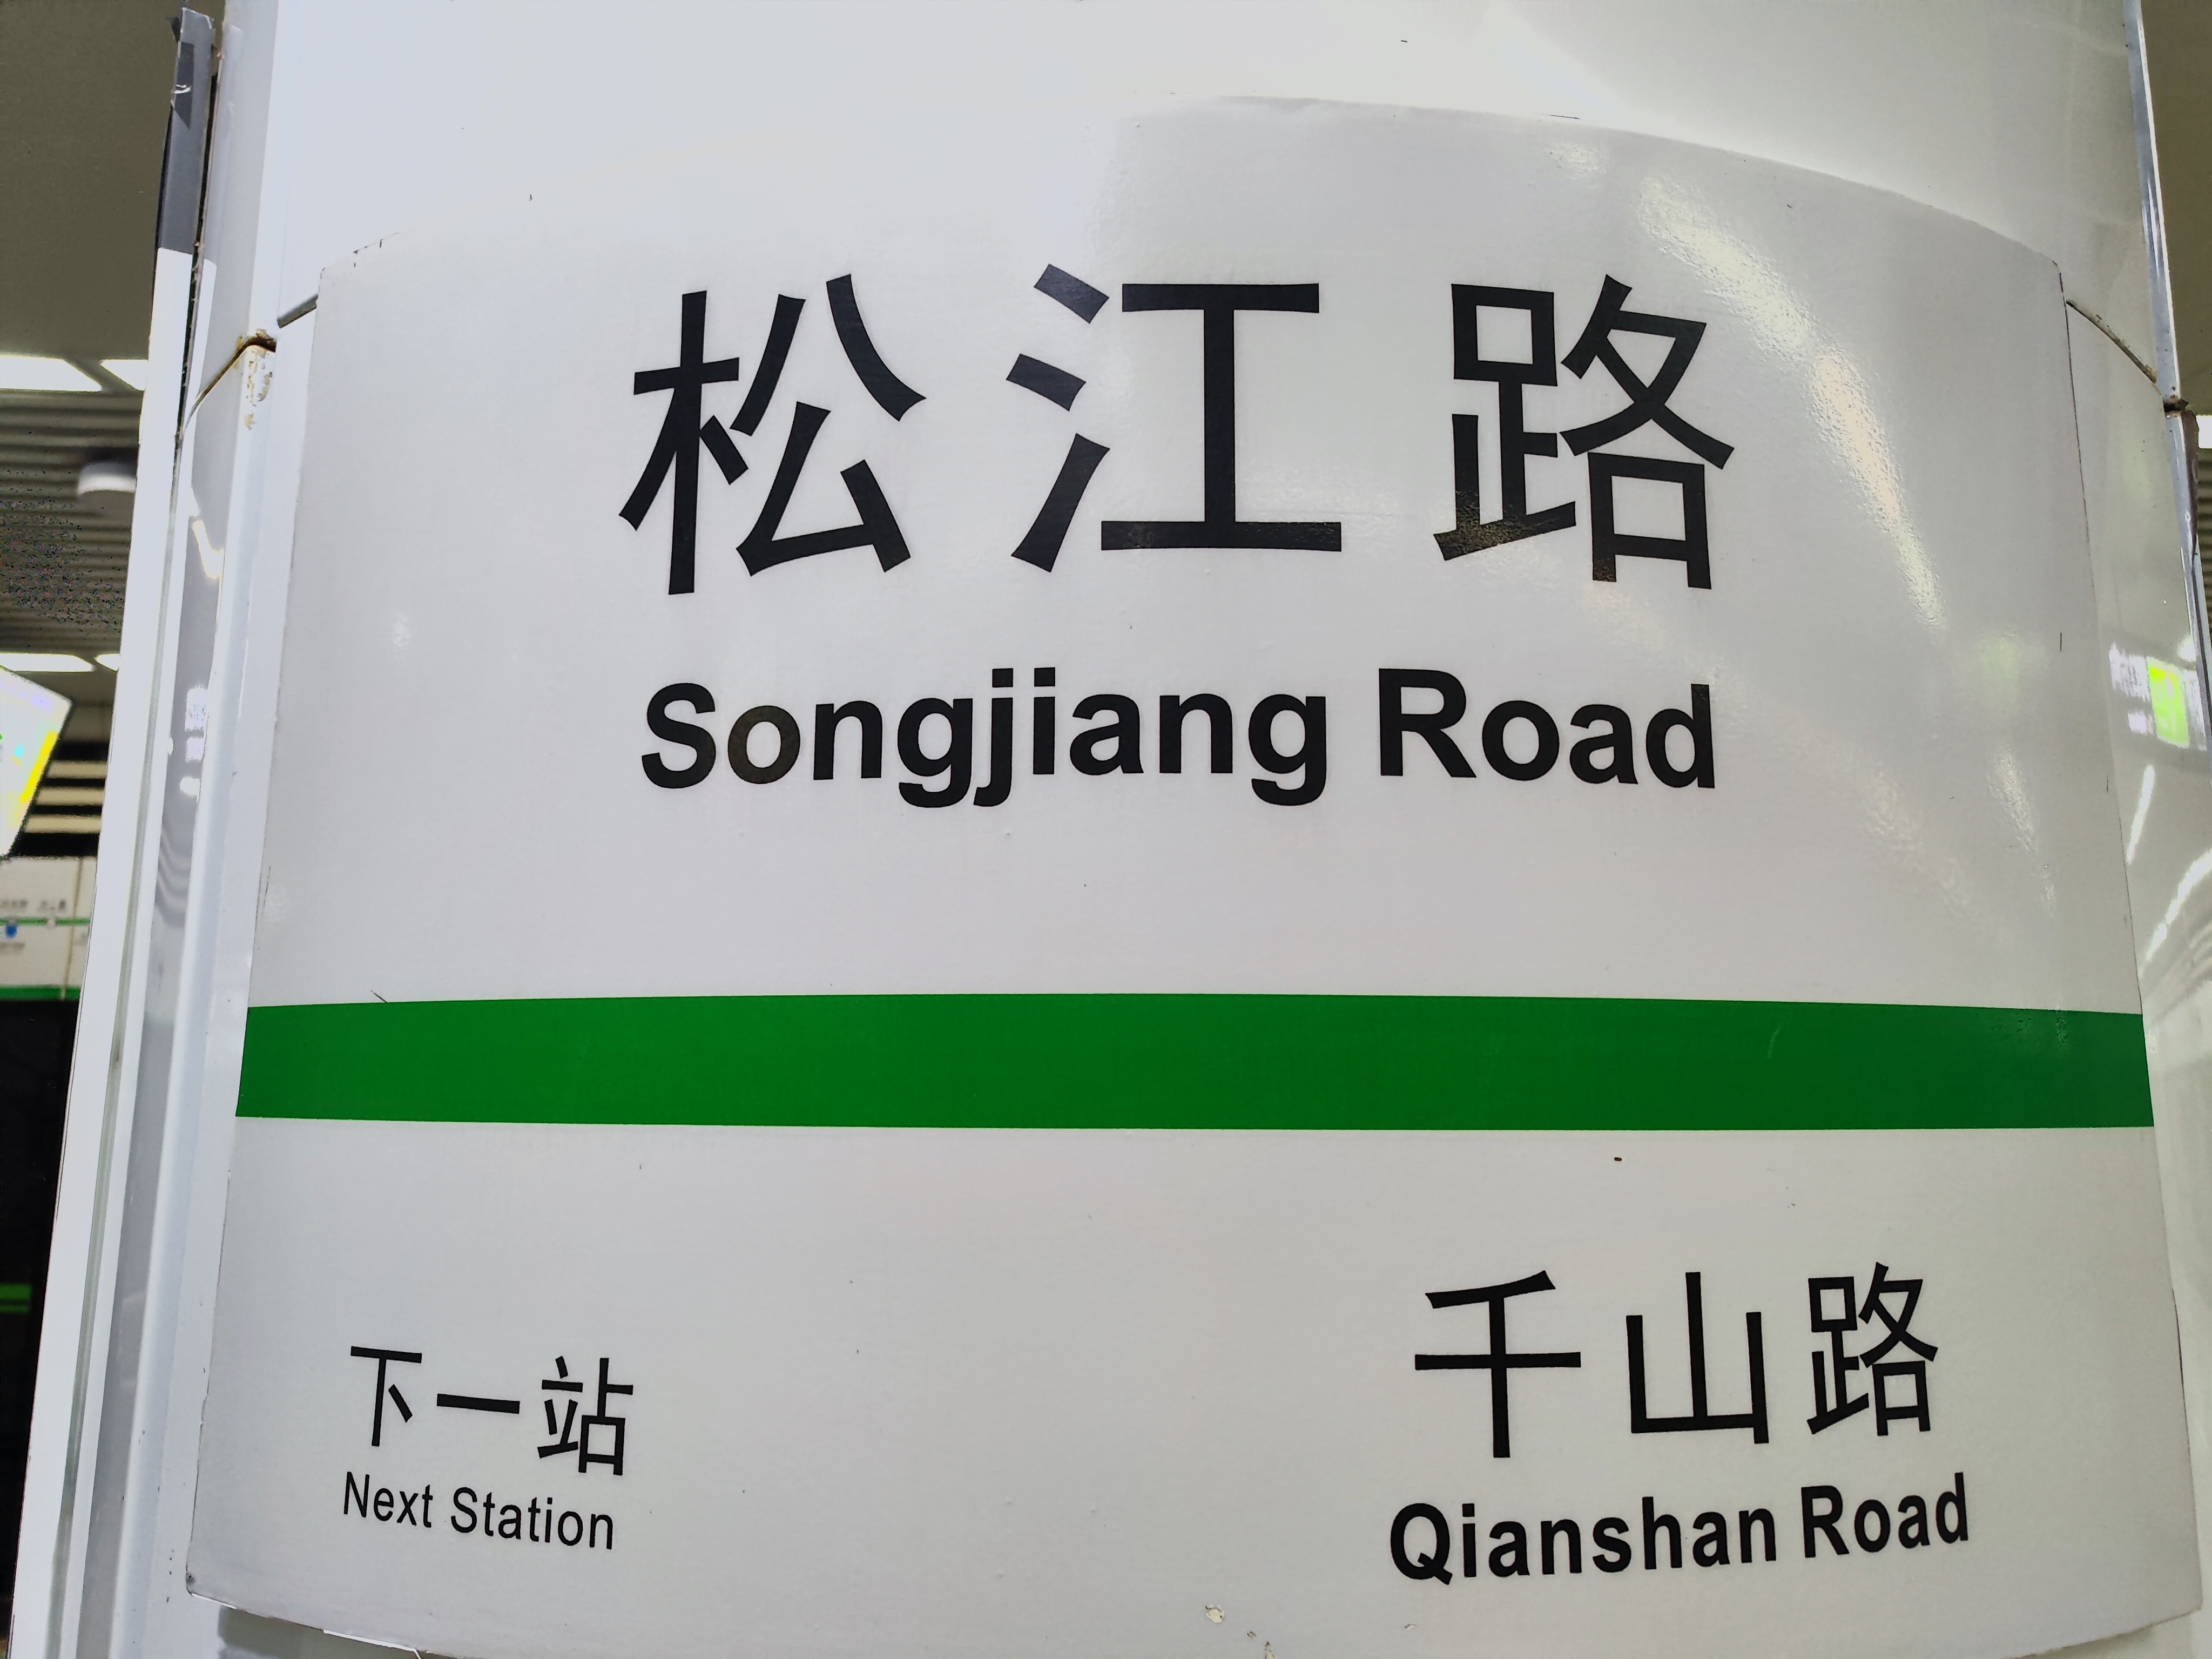 松江路
Songjiang Road
下一站
Next Station
千山路
Qianshan Road